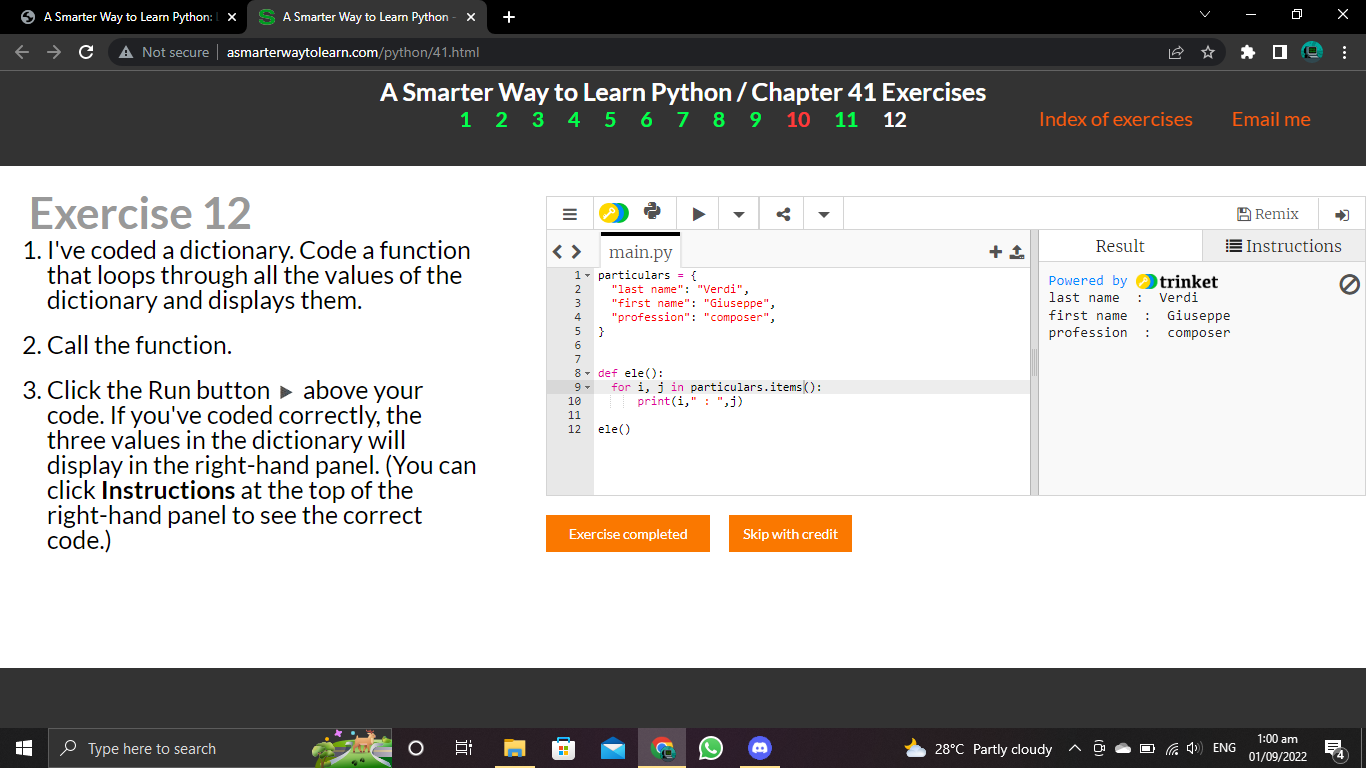 A Smarter Way to Learn Python:
A Smarter Way to Learn Python -
Not secure
asmarterwaytolearn.com/python/41.html
A Smarter Way to Learn Python / Chapter 41 Exercises
1 2 3 4 5 6 7 8 9 10 11 12
Index of exercises
Email me
Exercise 12
1. I've coded a dictionary. Code a function
that loops through all the values of the
dictionary and displays them.
2. Call the function.
3. Click the Run button ▶ above your
code. If you've coded correctly, the
three values in the dictionary will
display in the right-hand panel. (You can
click Instructions at the top of the
right-hand panel to see the correct
code.)
Remix
main.py
1 particulars = {
2 "last name": "Verdi",
3 "first name": "Giuseppe",
4 "profession": "composer",
5 }
6
7
8 def ele():
9 for i, j in particulars.items():
10 print(i," : ",j)
11
12 ele()
Result
Instructions
Powered by trinket
last name : Verdi
first name : Giuseppe
profession : composer
Exercise completed
Skip with credit
Type here to search
28°C Partly cloudy
ENG
1:00 am
01/09/2022
4